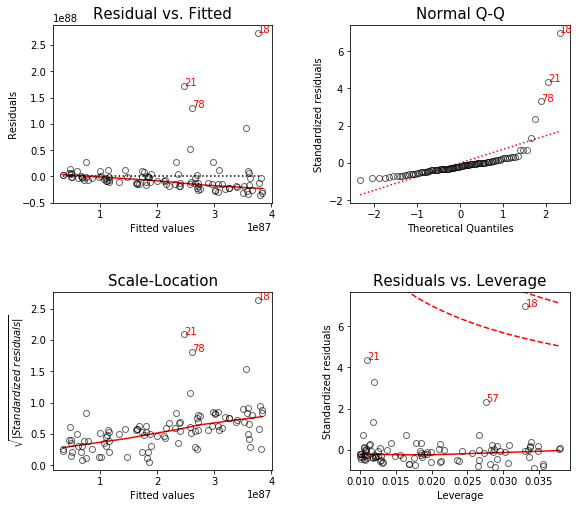 Residual vs. Fitted
1e88
2.5
2.0
1.5
1.0
0.5
0.0
−0.5
Residuals
18
21
78
1 2 3 4
Fitted values
1e87
Normal Q-Q
6
4
2
0
−2
Standardized residuals
18
21
78
−2 −1 0 1 2
Theoretical Quantiles
Scale-Location
2.5
2.0
1.5
1.0
0.5
0.0
√|Standardized residuals|
18
21
78
1 2 3 4
Fitted values
1e87
Residuals vs. Leverage
6
4
2
0
Standardized residuals
18
21
57
0.010 0.015 0.020 0.025 0.030 0.035
Leverage